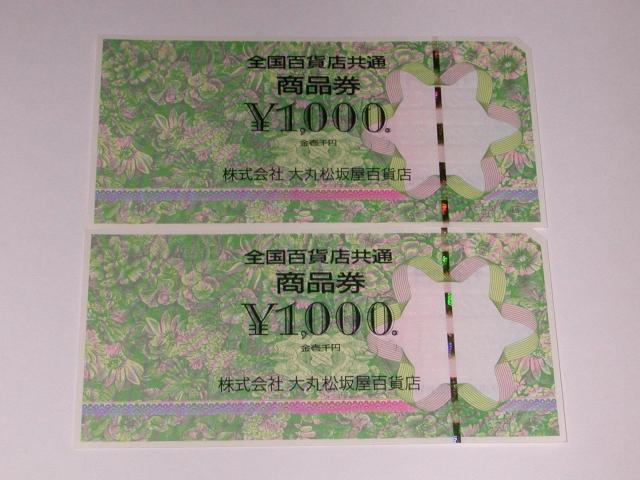 全国百貨店共通
商品券
¥1,000.
金壱千円
株式会社 大丸松坂屋百貨店
全国百貨店共通
商品券
¥1,000.
金壱千円
株式会社 大丸松坂屋百貨店